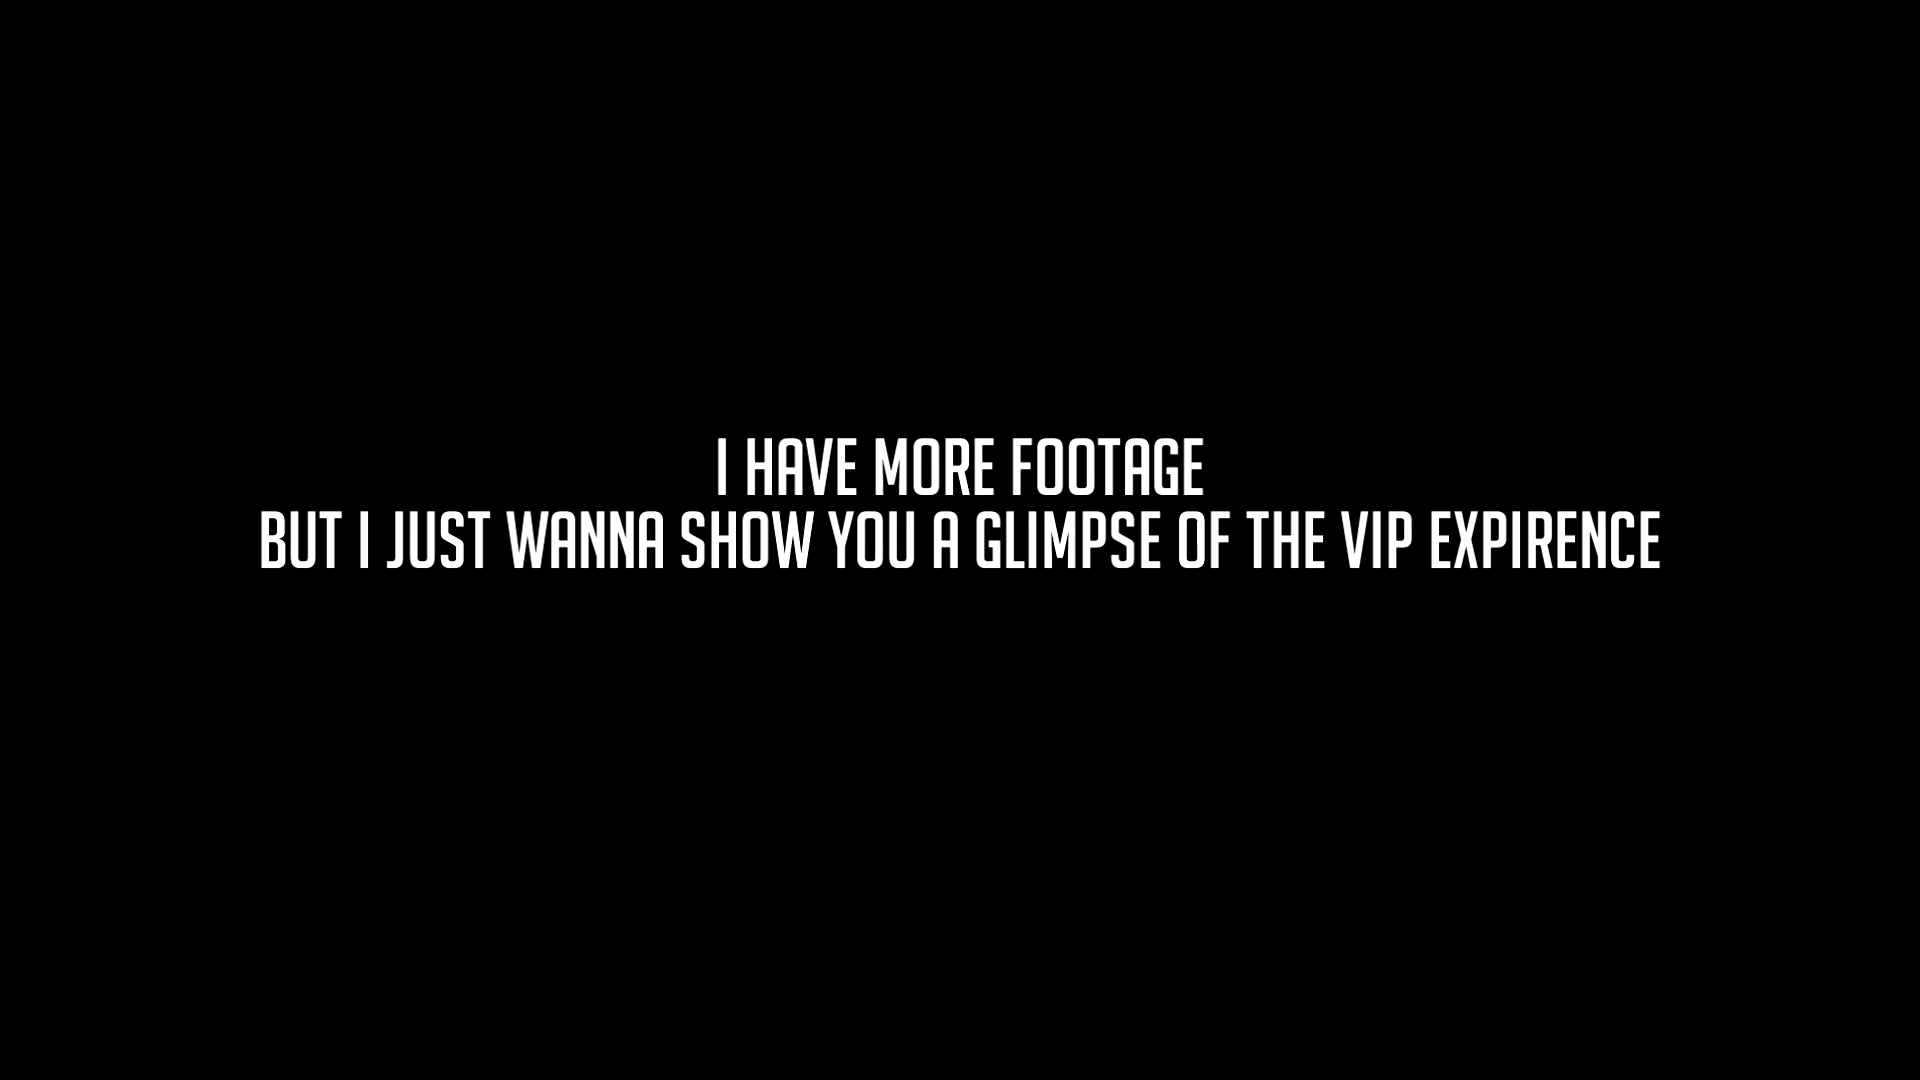 I HAVE MORE FOOTAGE
BUT I JUST WANNA SHOW YOU A GLIMPSE OF THE VIP EXPIRENCE